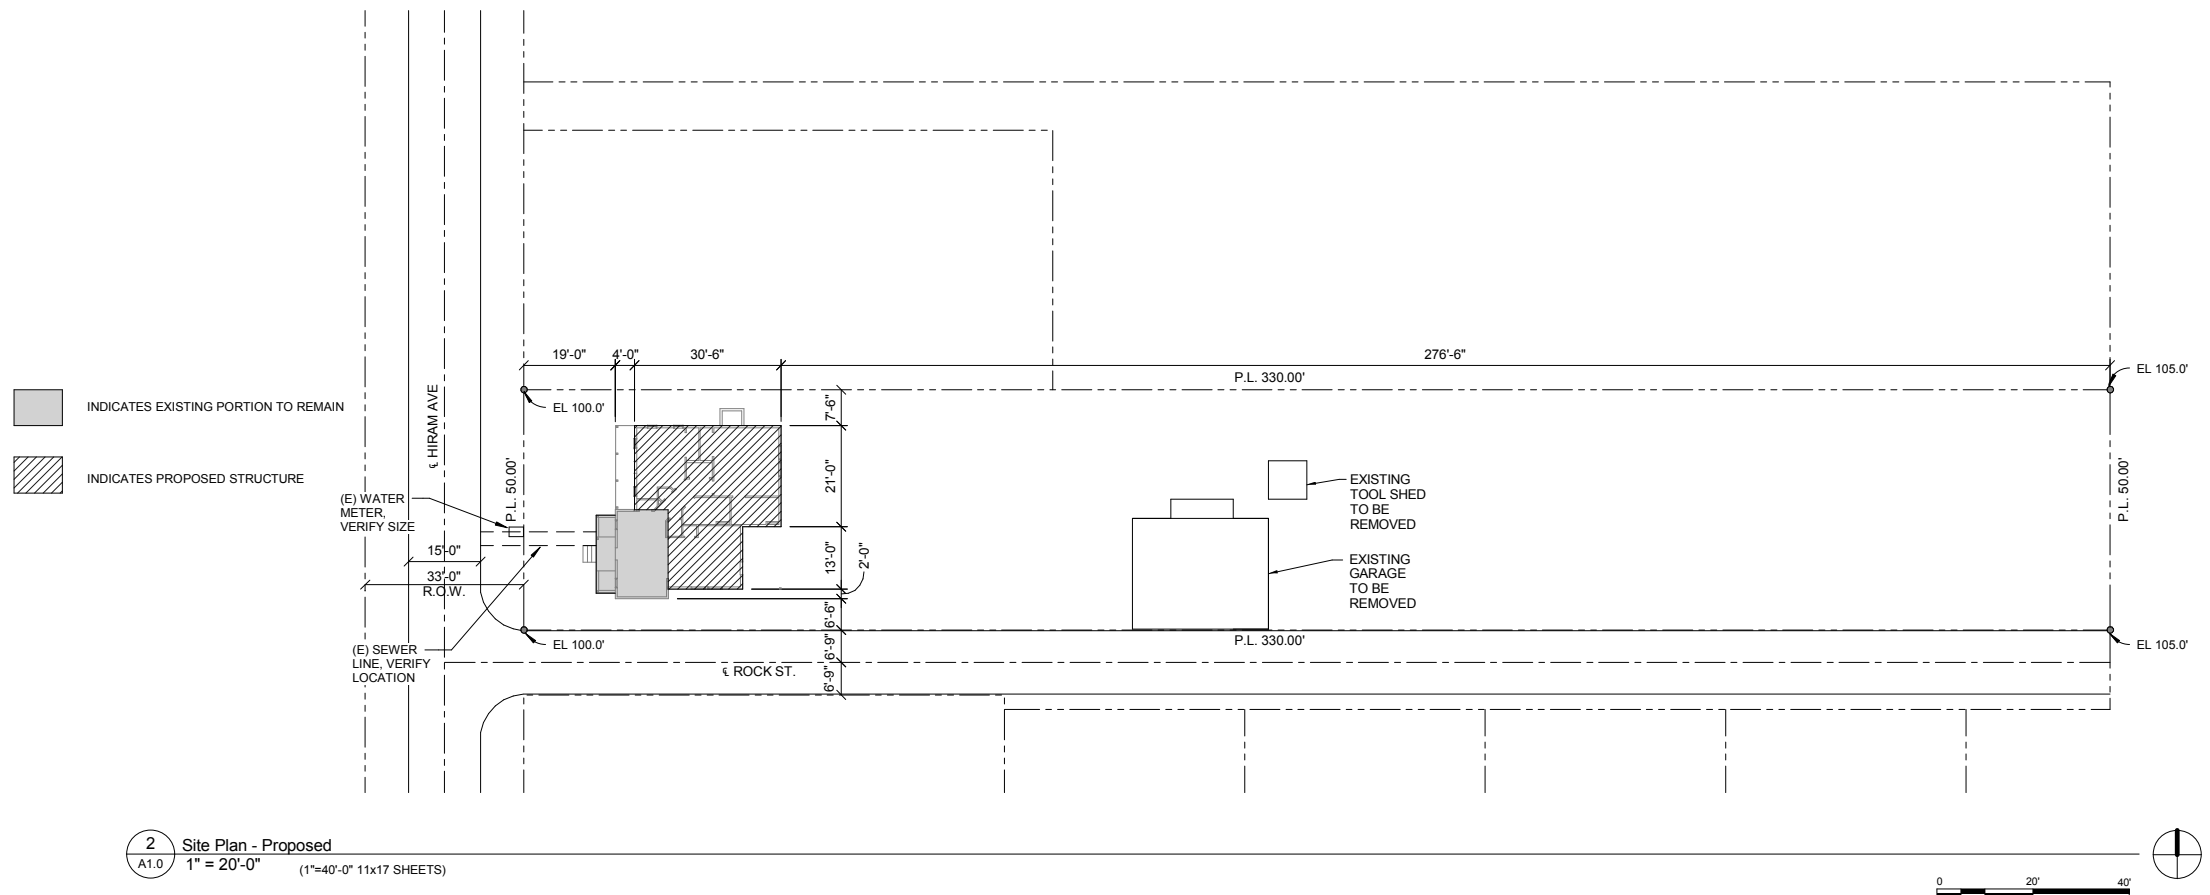 19'-0"
4'-0"
30'-6"
276'-6"
P.L. 330.00'
EL 105.0'
EL 100.0'
7'-6"
INDICATES EXISTING PORTION TO REMAIN
℄ HIRAM AVE
INDICATES PROPOSED STRUCTURE
P.L. 50.00'
21'-0"
(E) WATER
METER,
VERIFY SIZE
EXISTING
TOOL SHED
TO BE
REMOVED
P.L. 50.00'
15'-0"
13'-0"
2'-0"
33'-0"
R.O.W.
EXISTING
GARAGE
TO BE
REMOVED
6'-6"
EL 100.0'
P.L. 330.00'
EL 105.0'
(E) SEWER
LINE, VERIFY
LOCATION
6'-9"
℄ ROCK ST.
6'-9"
2
A1.0
Site Plan - Proposed
1" = 20'-0"
(1"=40'-0" 11x17 SHEETS)
0
20'
40'